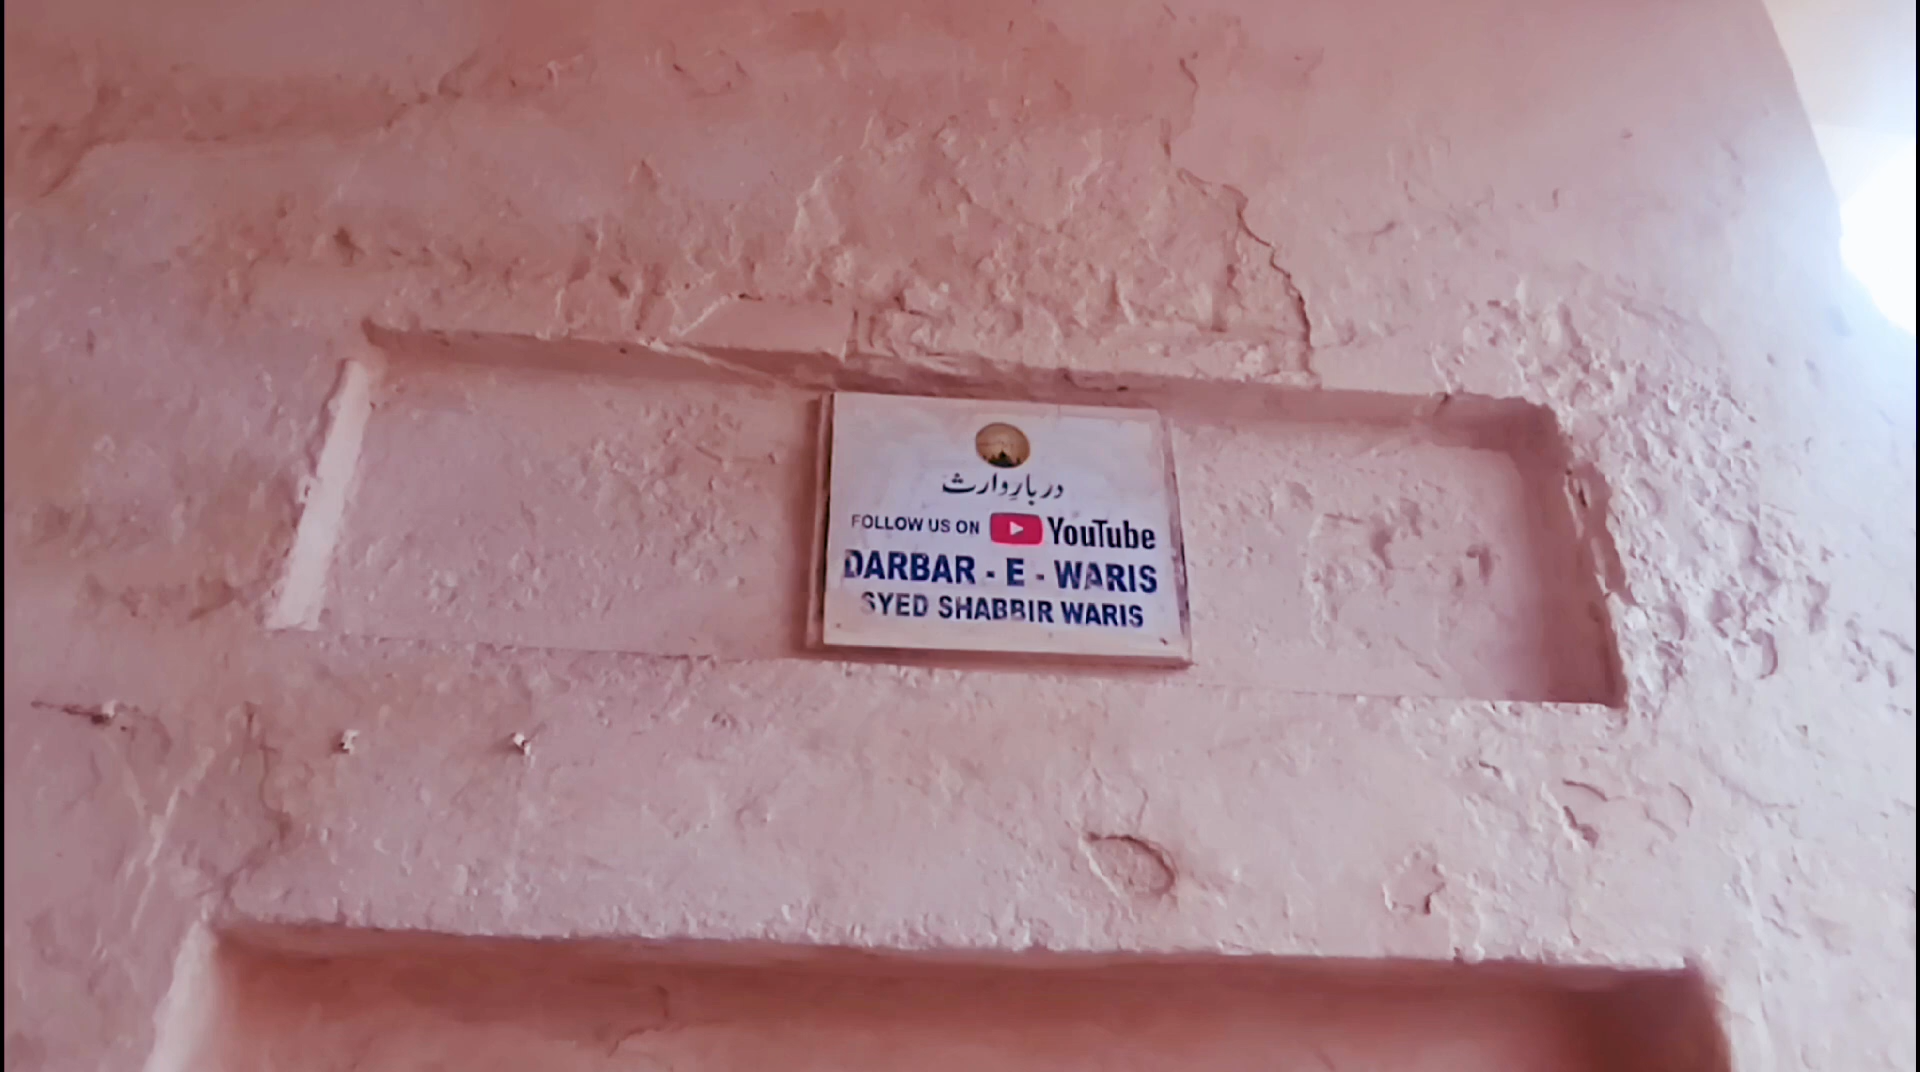 دربارِ وارث
FOLLOW US ON YouTube
DARBAR - E - WARIS
SYED SHABBIR WARIS